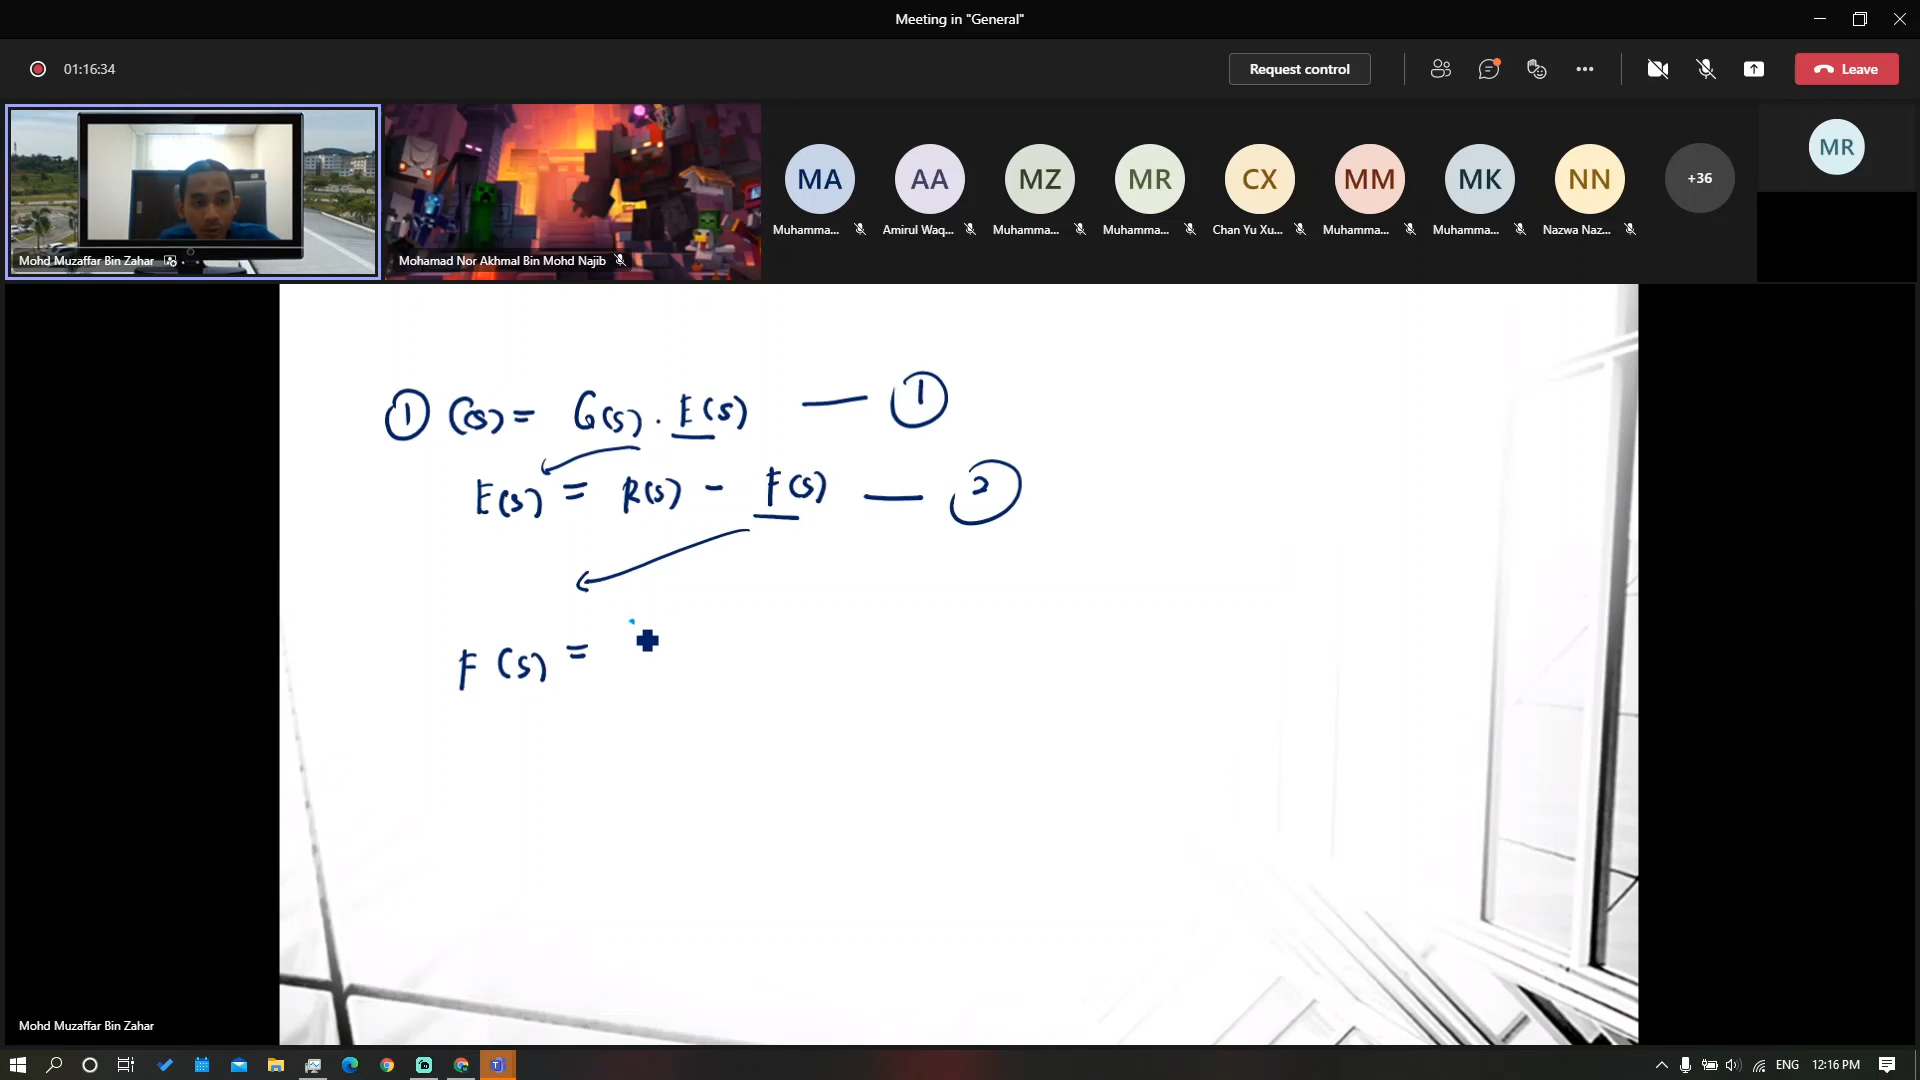 Meeting in "General"
01:16:34
Request control
Leave
MA
AA
MZ
MR
CX
MM
MK
NN
+36
MR
Muhamma...
Amirul Waq...
Muhamma...
Muhamma...
Chan Yu Xu...
Muhamma...
Muhamma...
Nazwa Naz...
Mohd Muzaffar Bin Zahar
Mohamad Nor Akhmal Bin Mohd Najib
① C(s) = G(s) . E(s) — ①
E(s) = R(s) - F(s) — ②
F(s) =
Mohd Muzaffar Bin Zahar
ENG
12:16 PM